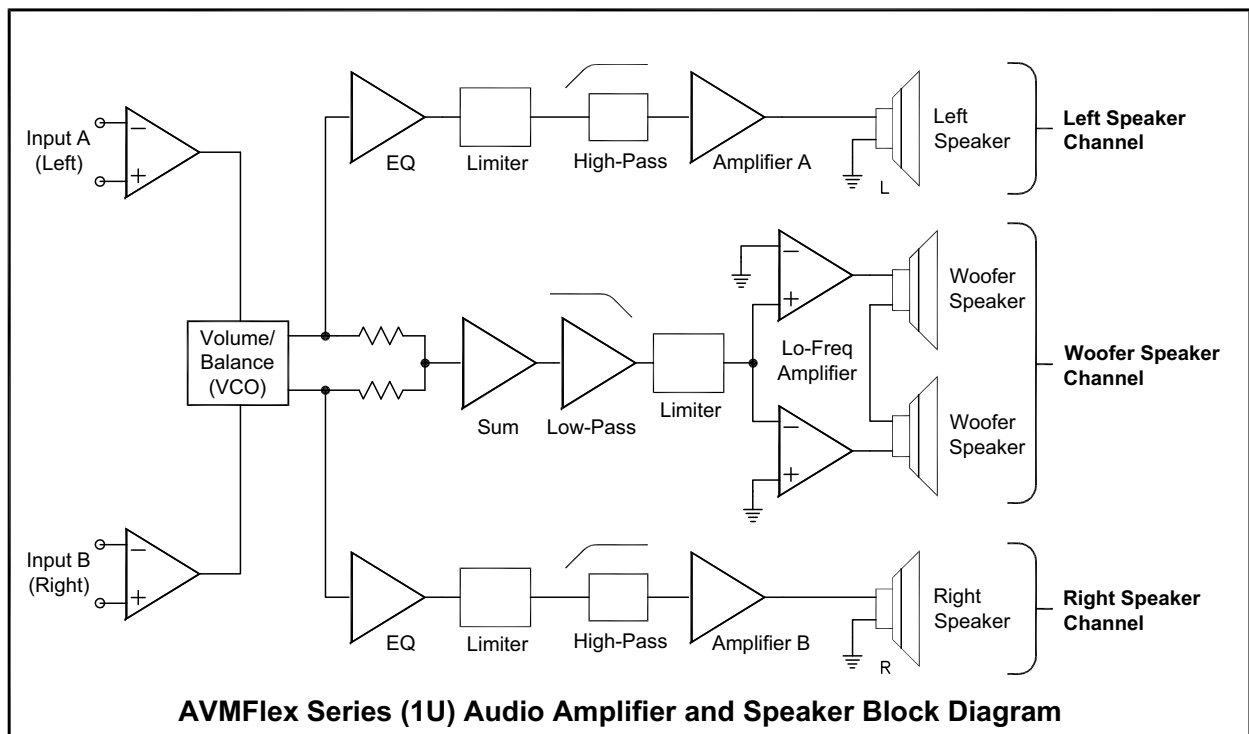 Input A
(Left)
−
+
EQ
Limiter
High-Pass
Amplifier A
Left
Speaker
L
Left Speaker
Channel
Volume/
Balance
(VCO)
Sum
Low-Pass
Limiter
−
+
Lo-Freq
Amplifier
−
+
Woofer
Speaker
Woofer
Speaker
Woofer Speaker
Channel
Input B
(Right)
−
+
EQ
Limiter
High-Pass
Amplifier B
Right
Speaker
R
Right Speaker
Channel
AVMFlex Series (1U) Audio Amplifier and Speaker Block Diagram